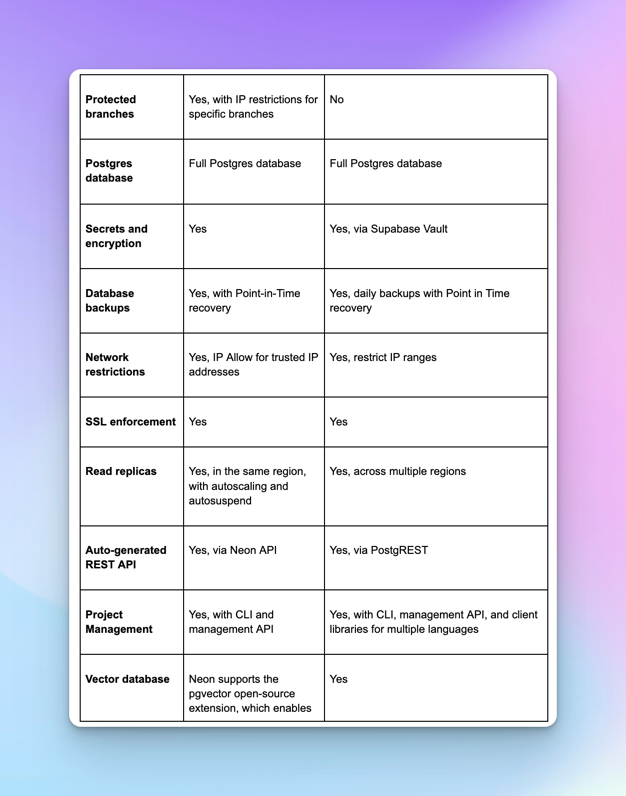 Protected
branches
Yes, with IP restrictions for
specific branches
No
Postgres
database
Full Postgres database
Full Postgres database
Secrets and
encryption
Yes
Yes, via Supabase Vault
Database
backups
Yes, with Point-in-Time
recovery
Yes, daily backups with Point in Time
recovery
Network
restrictions
Yes, IP Allow for trusted IP
addresses
Yes, restrict IP ranges
SSL enforcement
Yes
Yes
Read replicas
Yes, in the same region,
with autoscaling and
autosuspend
Yes, across multiple regions
Auto-generated
REST API
Yes, via Neon API
Yes, via PostgREST
Project
Management
Yes, with CLI and
management API
Yes, with CLI, management API, and client
libraries for multiple languages
Vector database
Neon supports the
pgvector open-source
extension, which enables
Yes